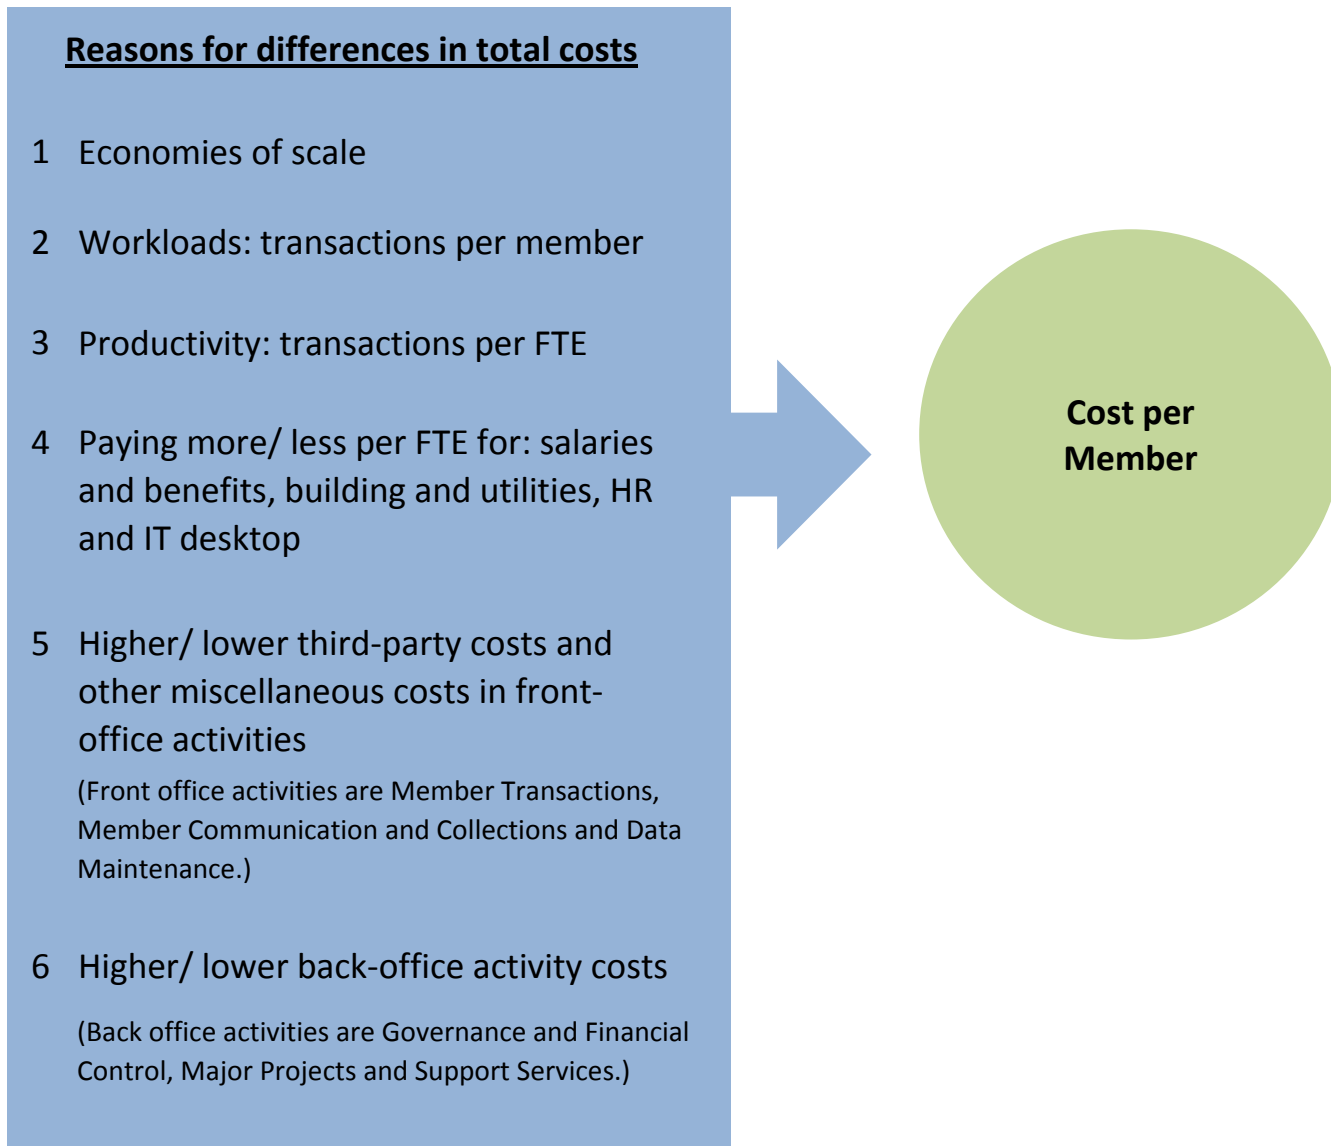 Reasons for differences in total costs
1 Economies of scale
2 Workloads: transactions per member
3 Productivity: transactions per FTE
4 Paying more/ less per FTE for: salaries
and benefits, building and utilities, HR
and IT desktop
5 Higher/ lower third-party costs and
other miscellaneous costs in front-
office activities
(Front office activities are Member Transactions,
Member Communication and Collections and Data
Maintenance.)
6 Higher/ lower back-office activity costs
(Back office activities are Governance and Financial
Control, Major Projects and Support Services.)
Cost per
Member